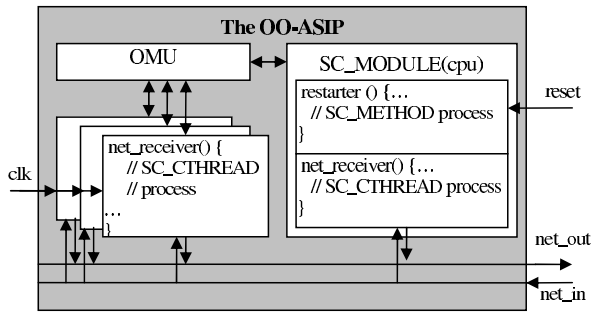 The OO-ASIP
OMU
SC_MODULE(cpu)
restarter () {...
// SC_METHOD process
}
reset
net_receiver() {
// SC_CTHREAD
// process
...
}
net_receiver() {...
// SC_CTHREAD process
}
clk
net_out
net_in